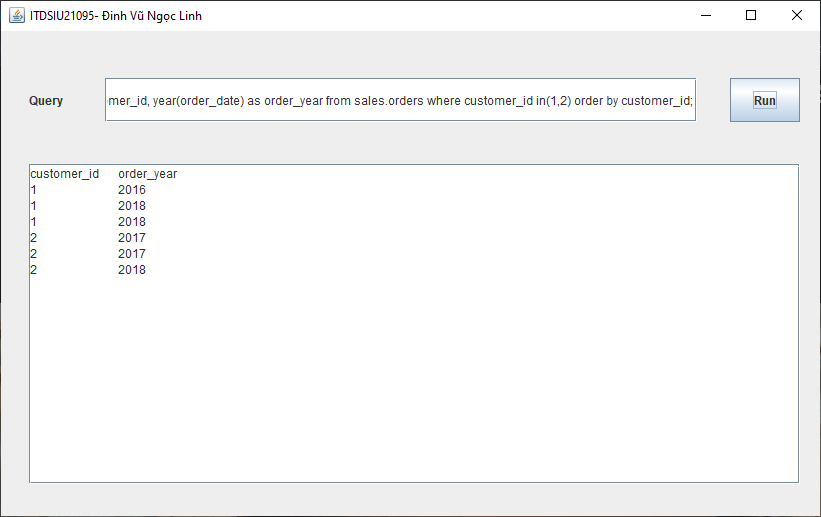 ITDSIU21095- Đinh Vũ Ngọc Linh
Query
mer_id, year(order_date) as order_year from sales.orders where customer_id in(1,2) order by customer_id;
Run
customer_id order_year
1 2016
1 2018
1 2018
2 2017
2 2017
2 2018